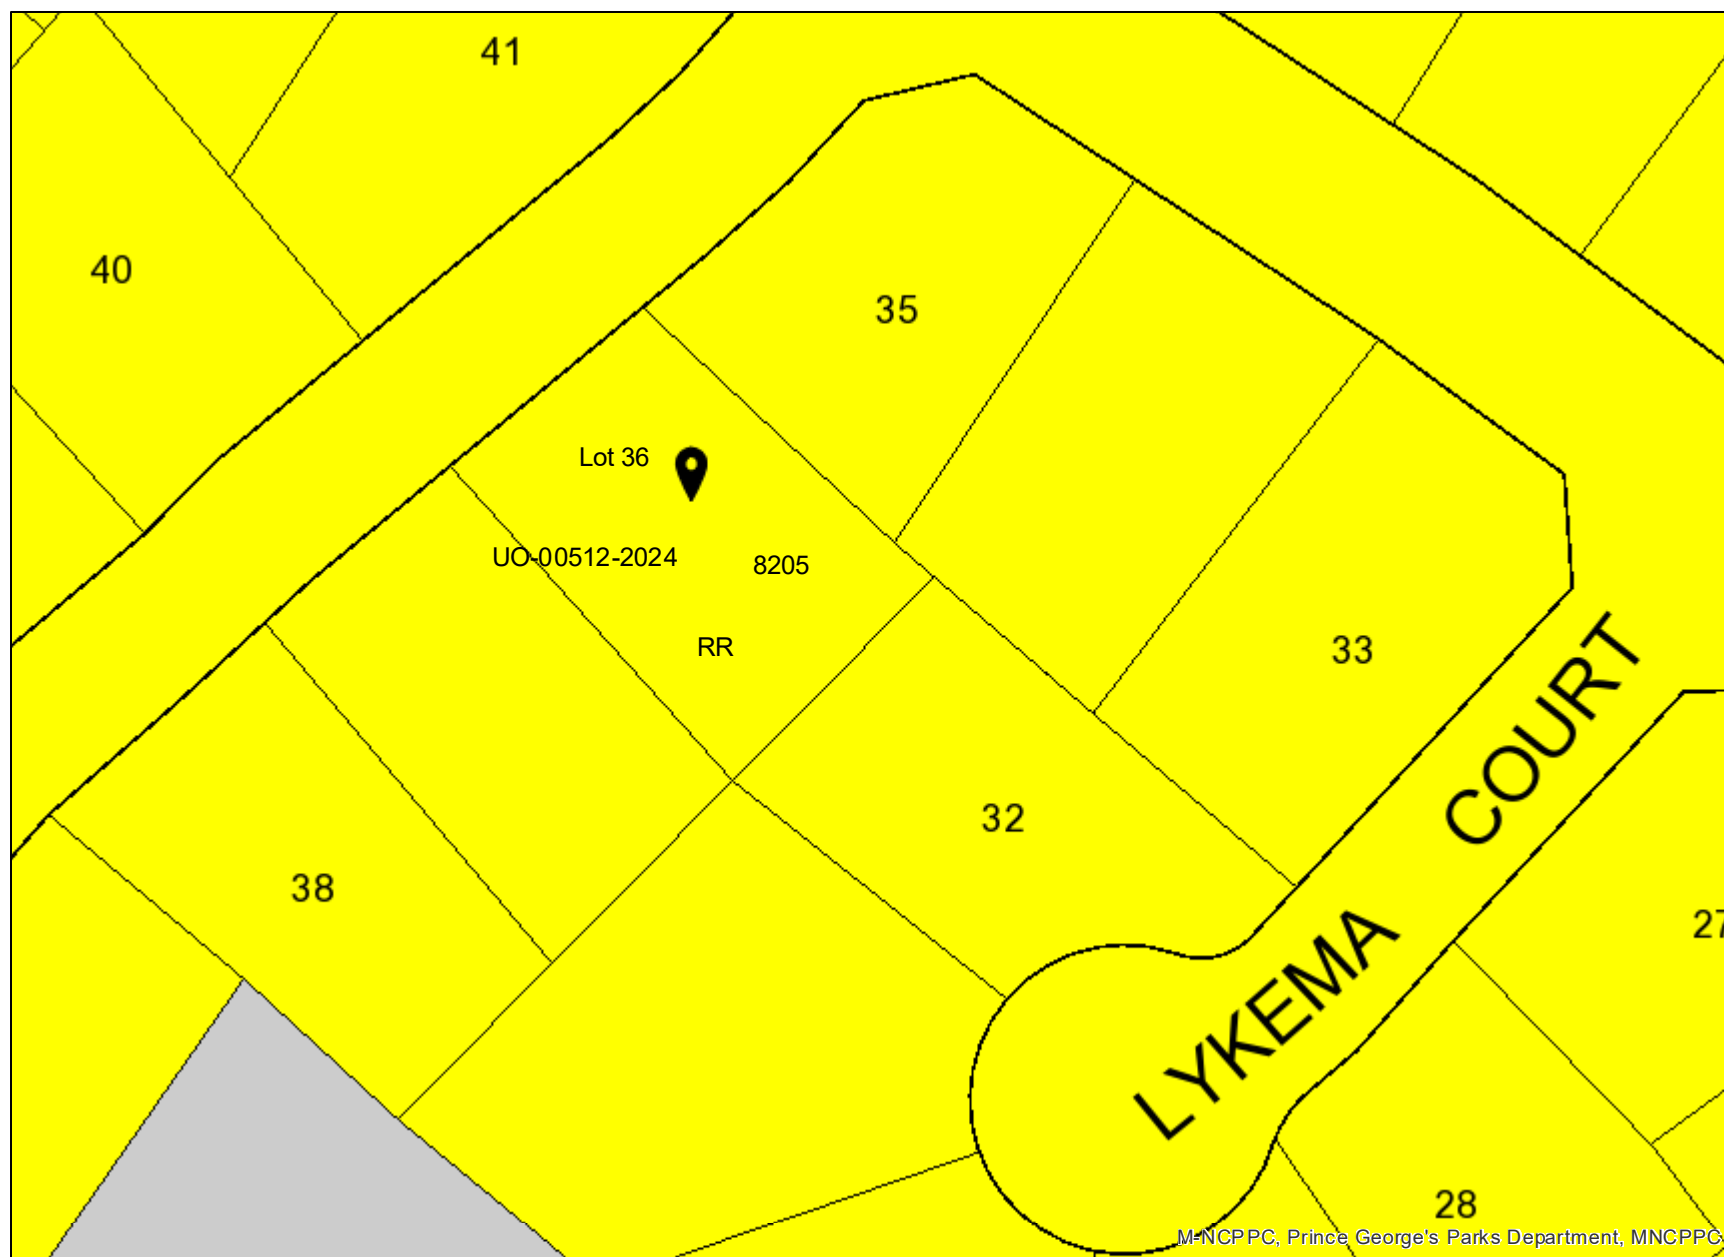 41
40
35
Lot 36
UO-00512-2024
8205
RR
33
COURT
32
38
27
LYKEMA
28
M-NCPPC, Prince George's Parks Department, MNCPPC